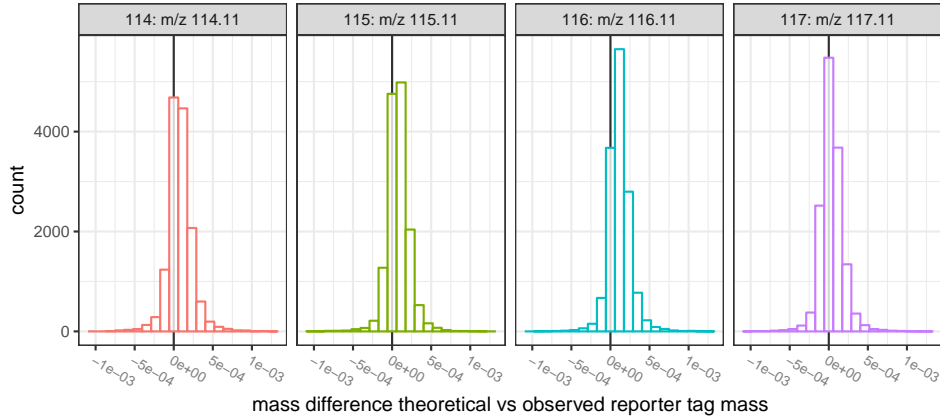 114: m/z 114.11 115: m/z 115.11 116: m/z 116.11 117: m/z 117.11
count
4000
2000
0
−1e−03 −5e−04 0e+00 5e−04 1e−03 −1e−03 −5e−04 0e+00 5e−04 1e−03 −1e−03 −5e−04 0e+00 5e−04 1e−03 −1e−03 −5e−04 0e+00 5e−04 1e−03
mass difference theoretical vs observed reporter tag mass